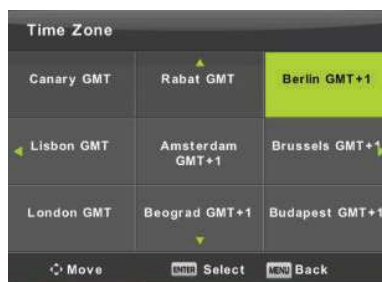 Time Zone
Canary GMT
Rabat GMT
Berlin GMT+1
Lisbon GMT
Amsterdam
GMT+1
Brussels GMT+1
London GMT
Beograd GMT+1
Budapest GMT+1
Move
ENTER Select
MENU Back